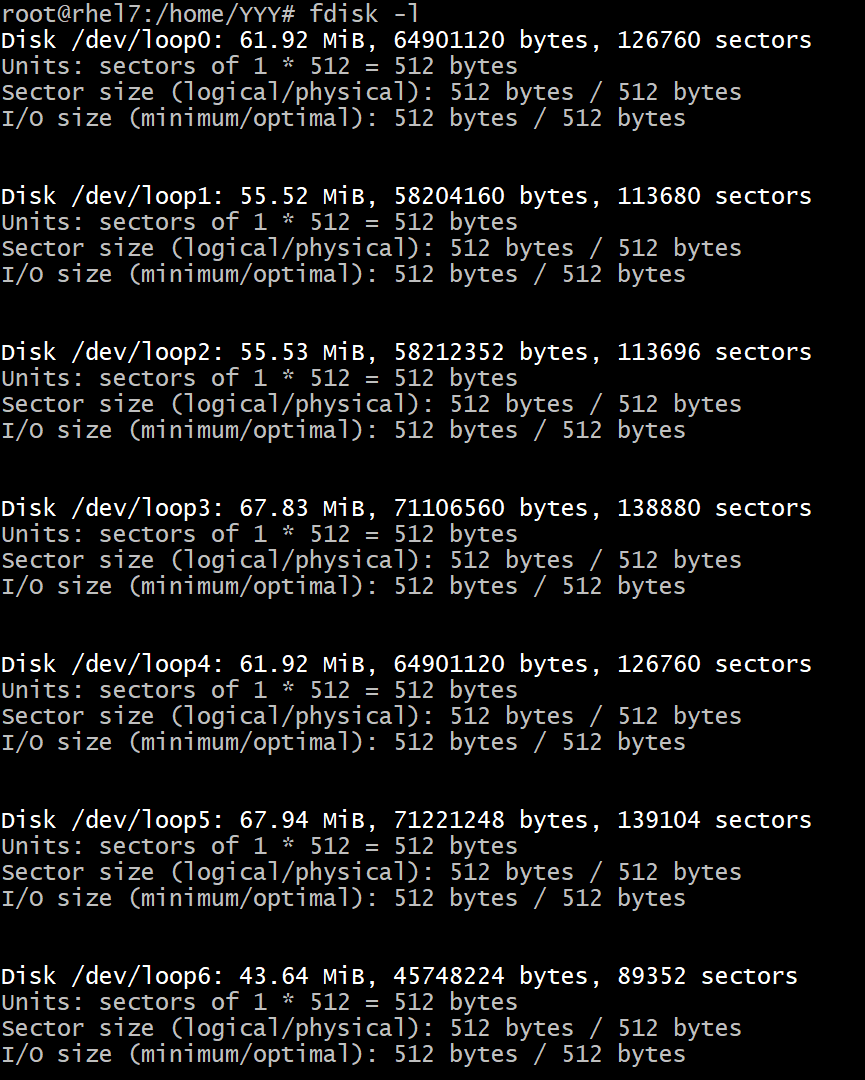 root@rhel7:/home/YYY# fdisk -l
Disk /dev/loop0: 61.92 MiB, 64901120 bytes, 126760 sectors
Units: sectors of 1 * 512 = 512 bytes
Sector size (logical/physical): 512 bytes / 512 bytes
I/O size (minimum/optimal): 512 bytes / 512 bytes
Disk /dev/loop1: 55.52 MiB, 58204160 bytes, 113680 sectors
Units: sectors of 1 * 512 = 512 bytes
Sector size (logical/physical): 512 bytes / 512 bytes
I/O size (minimum/optimal): 512 bytes / 512 bytes
Disk /dev/loop2: 55.53 MiB, 58212352 bytes, 113696 sectors
Units: sectors of 1 * 512 = 512 bytes
Sector size (logical/physical): 512 bytes / 512 bytes
I/O size (minimum/optimal): 512 bytes / 512 bytes
Disk /dev/loop3: 67.83 MiB, 71106560 bytes, 138880 sectors
Units: sectors of 1 * 512 = 512 bytes
Sector size (logical/physical): 512 bytes / 512 bytes
I/O size (minimum/optimal): 512 bytes / 512 bytes
Disk /dev/loop4: 61.92 MiB, 64901120 bytes, 126760 sectors
Units: sectors of 1 * 512 = 512 bytes
Sector size (logical/physical): 512 bytes / 512 bytes
I/O size (minimum/optimal): 512 bytes / 512 bytes
Disk /dev/loop5: 67.94 MiB, 71221248 bytes, 139104 sectors
Units: sectors of 1 * 512 = 512 bytes
Sector size (logical/physical): 512 bytes / 512 bytes
I/O size (minimum/optimal): 512 bytes / 512 bytes
Disk /dev/loop6: 43.64 MiB, 45748224 bytes, 89352 sectors
Units: sectors of 1 * 512 = 512 bytes
Sector size (logical/physical): 512 bytes / 512 bytes
I/O size (minimum/optimal): 512 bytes / 512 bytes